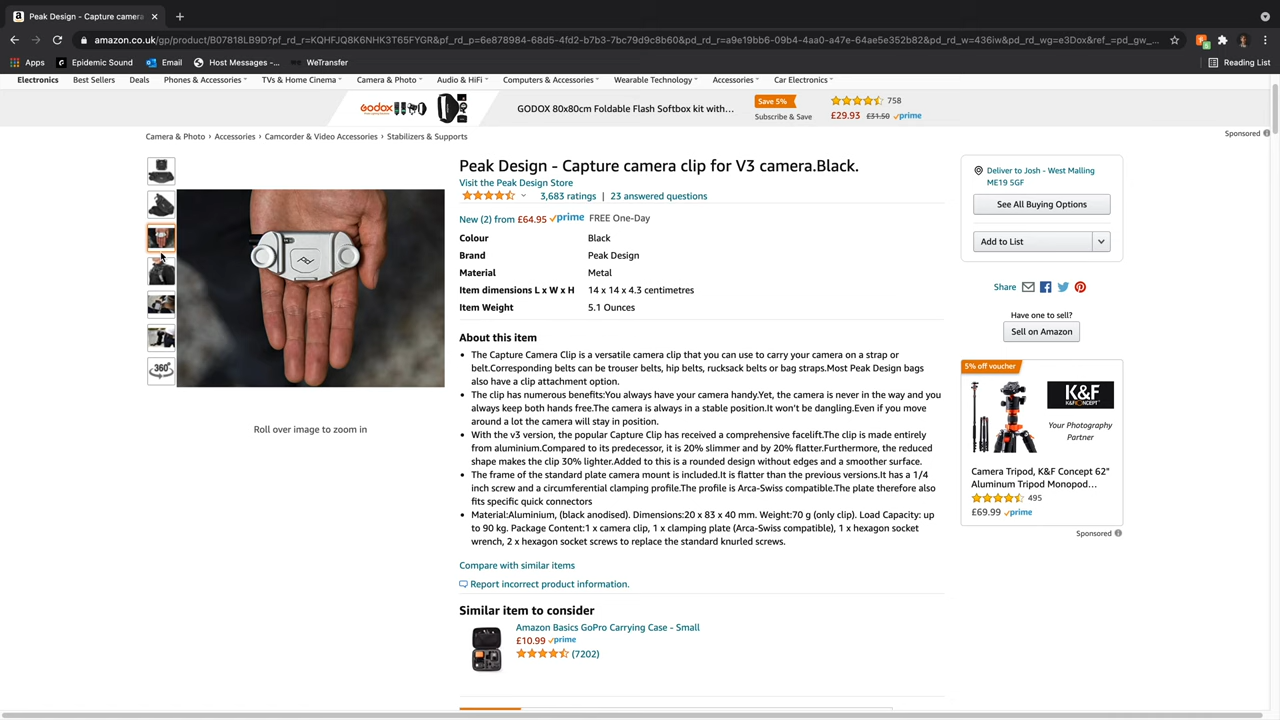 Peak Design - Capture camera
amazon.co.uk/gp/product/B07818LB9D?pf_rd_r=KQHFJQ8K6NHK3T65FYGR&pf_rd_p=6e878984-68d5-4fd2-b7b3-7bc79d9c8b60&pd_rd_r=a9e19bb6-09b4-4aa0-a47e-64ae5e352b82&pd_rd_w=436iw&pd_rd_wg=e3Dox&ref_=pd_gw_...
Apps Epidemic Sound Email Host Messages -... WeTransfer Reading List
Electronics Best Sellers Deals Phones & Accessories TV's & Home Cinema Camera & Photo Audio & HiFi Computers & Accessories Wearable Technology Accessories Car Electronics
GODOX GODOX 80x80cm Foldable Flash Softbox kit with... Save 5% 758
Subscribe & Save £29.93 £31.50 prime
Camera & Photo › Accessories › Camcorder & Video Accessories › Stabilizers & Supports
Sponsored
Peak Design - Capture camera clip for V3 camera.Black.
Visit the Peak Design Store
3,683 ratings | 23 answered questions
New (2) from £64.95 prime FREE One-Day
Colour Black
Brand Peak Design
Material Metal
Item dimensions L x W x H 14 x 14 x 4.3 centimetres
Item Weight 5.1 Ounces
About this item
• The Capture Camera Clip is a versatile camera clip that you can use to carry your camera on a strap or
belt.Corresponding belts can be trouser belts, hip belts, rucksack belts or bag straps.Most Peak Design bags
also have a clip attachment option.
• The clip has numerous benefits:You always have your camera handy.Yet, the camera is never in the way and you
always keep both hands free.The camera is always in a stable position.It won't be dangling.Even if you move
around a lot the camera will stay in position.
• With the v3 version, the popular Capture Clip has received a comprehensive facelift.The clip is made entirely
from aluminium.Compared to its predecessor, it is 20% slimmer and by 20% flatter.Furthermore, the reduced
shape makes the clip 30% lighter.Added to this is a rounded design without edges and a smoother surface.
• The frame of the standard plate camera mount is included.It is flatter than the previous versions.It has a 1/4
inch screw and a circumferential clamping profile.The profile is Arca-Swiss compatible.The plate therefore also
fits specific quick connectors
• Material:Aluminium, (black anodised). Dimensions:20 x 83 x 40 mm. Weight:70 g (only clip). Load Capacity: up
to 90 kg. Package Content:1 x camera clip, 1 x clamping plate (Arca-Swiss compatible), 1 x hexagon socket
wrench, 2 x hexagon socket screws to replace the standard knurled screws.
Compare with similar items
Report incorrect product information.
Similar item to consider
Amazon Basics GoPro Carrying Case - Small
£10.99 prime
(7202)
360°
Roll over image to zoom in
Deliver to Josh - West Malling
ME19 5GF
See All Buying Options
Add to List
Share
Have one to sell?
Sell on Amazon
5% off voucher
K&F
K&F CONCEPT
Your Photography
Partner
Camera Tripod, K&F Concept 62"
Aluminum Tripod Monopod...
495
£69.99 prime
Sponsored